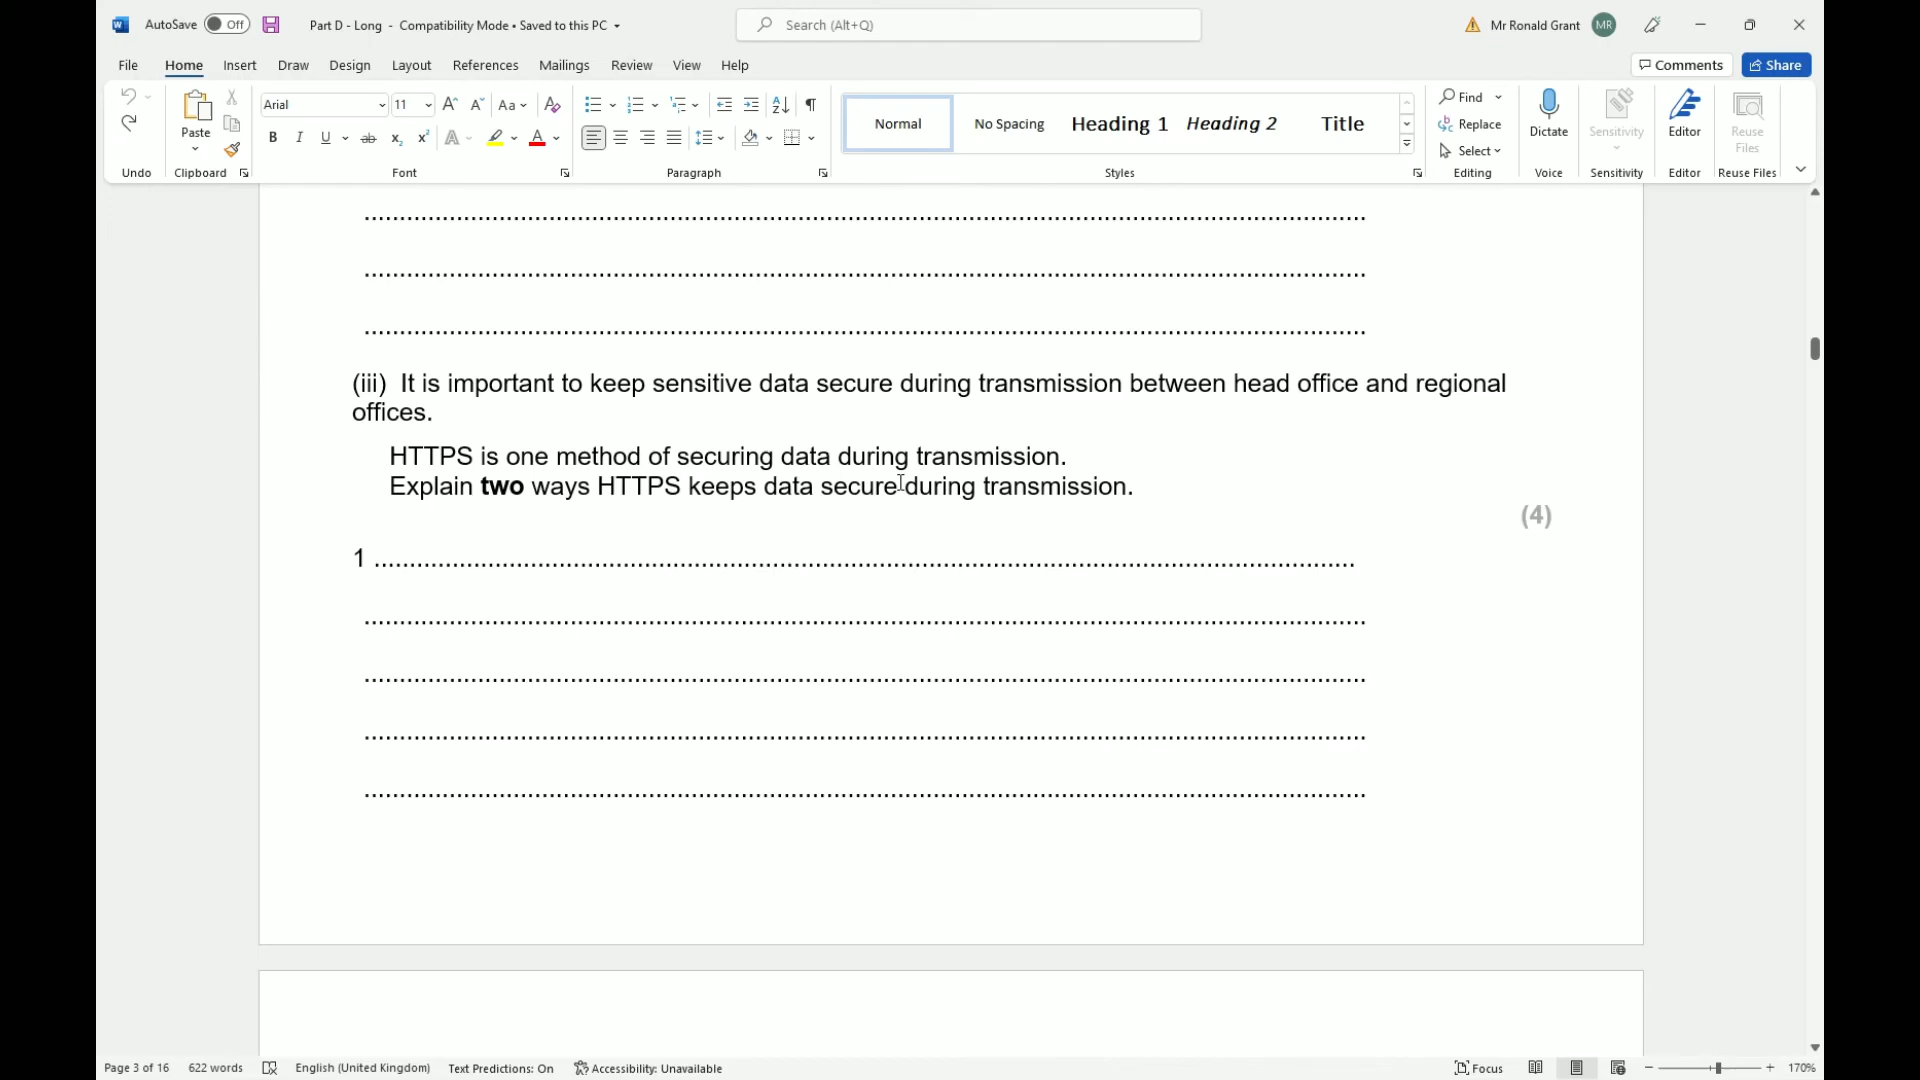 AutoSave Off Part D - Long - Compatibility Mode • Saved to this PC Search (Alt+Q) Mr Ronald Grant MR
File Home Insert Draw Design Layout References Mailings Review View Help Comments Share
Paste Arial 11 Aa Normal No Spacing Heading 1 Heading 2 Title Find Replace Select Dictate Sensitivity Editor Reuse Files
Undo Clipboard Font Paragraph Styles Editing Voice Sensitivity Editor Reuse Files
................................................................................
................................................................................
................................................................................
(iii) It is important to keep sensitive data secure during transmission between head office and regional
offices.
HTTPS is one method of securing data during transmission.
Explain two ways HTTPS keeps data secure during transmission.
(4)
1 ................................................................................
................................................................................
................................................................................
................................................................................
................................................................................
Page 3 of 16 622 words English (United Kingdom) Text Predictions: On Accessibility: Unavailable Focus 170%